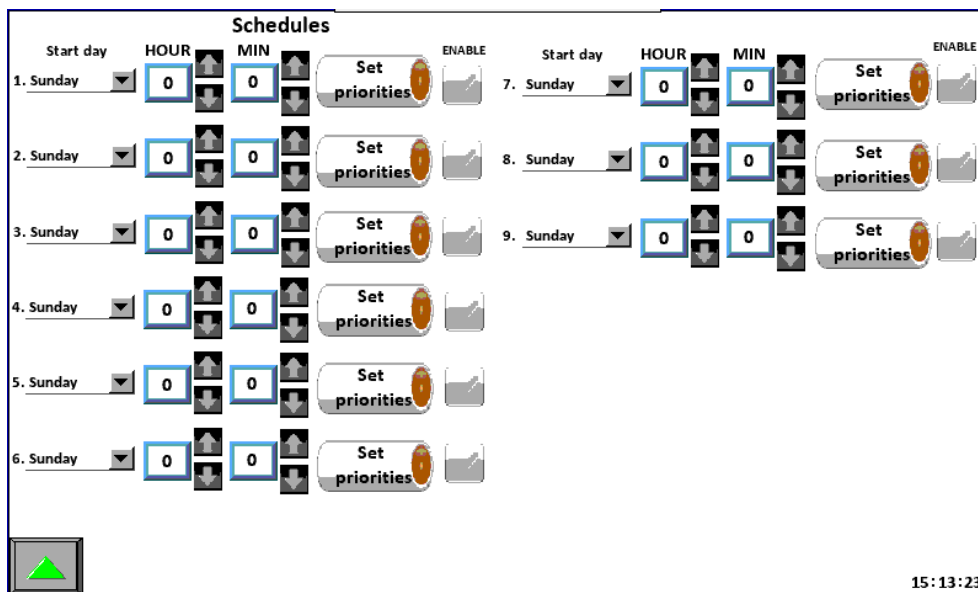 Schedules
Start day HOUR MIN ENABLE
1. Sunday 0 0 Set priorities
2. Sunday 0 0 Set priorities
3. Sunday 0 0 Set priorities
4. Sunday 0 0 Set priorities
5. Sunday 0 0 Set priorities
6. Sunday 0 0 Set priorities
Start day HOUR MIN ENABLE
7. Sunday 0 0 Set priorities
8. Sunday 0 0 Set priorities
9. Sunday 0 0 Set priorities
15:13:23